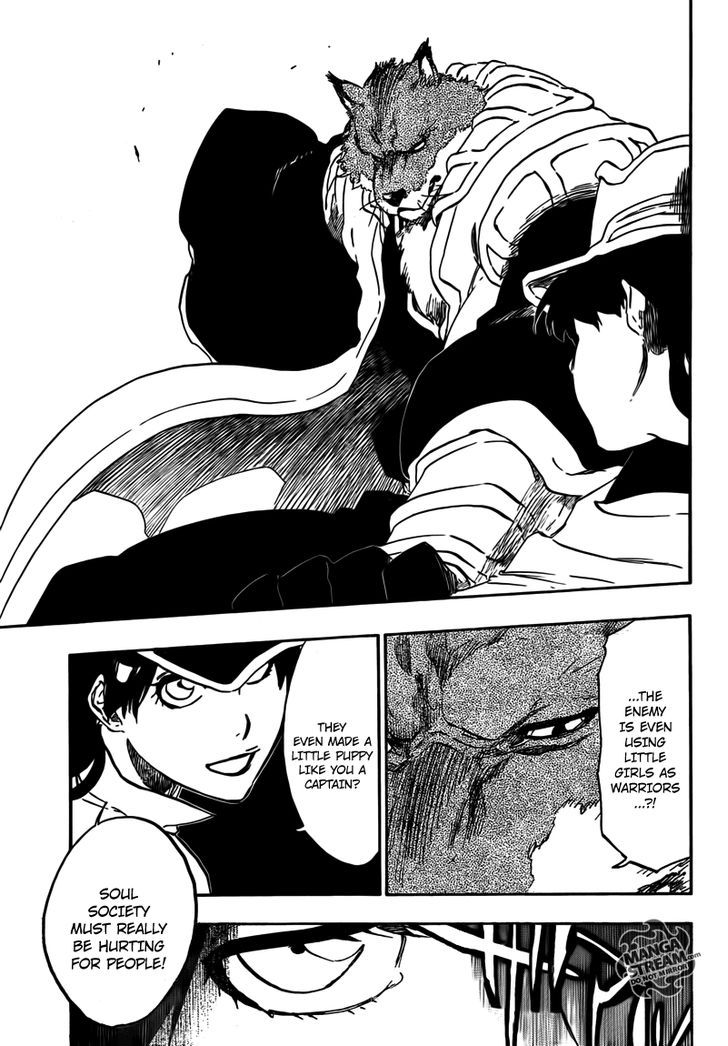 ...THE
ENEMY
IS EVEN
USING
LITTLE
GIRLS AS
WARRIORS
...?!
THEY
EVEN MADE A
LITTLE PUPPY
LIKE YOU A
CAPTAIN?
SOUL
SOCIETY
MUST REALLY
BE HURTING
FOR PEOPLE!
MANGA
STREAM.com
DO NOT MIRROR